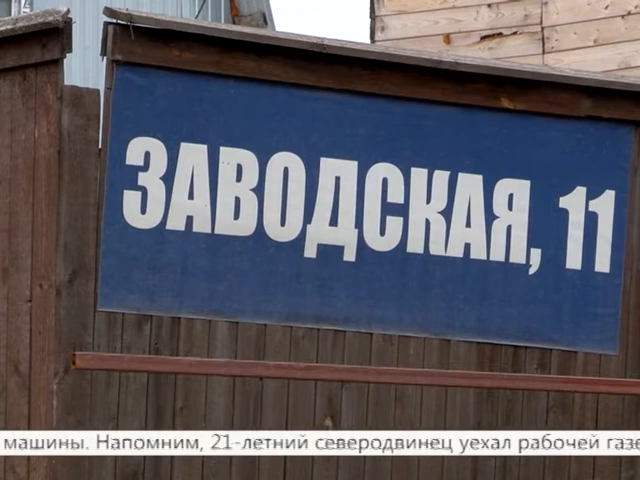 ЗАВОДСКАЯ, 11
машины. Напомним, 21-летний северодвинец уехал рабочей